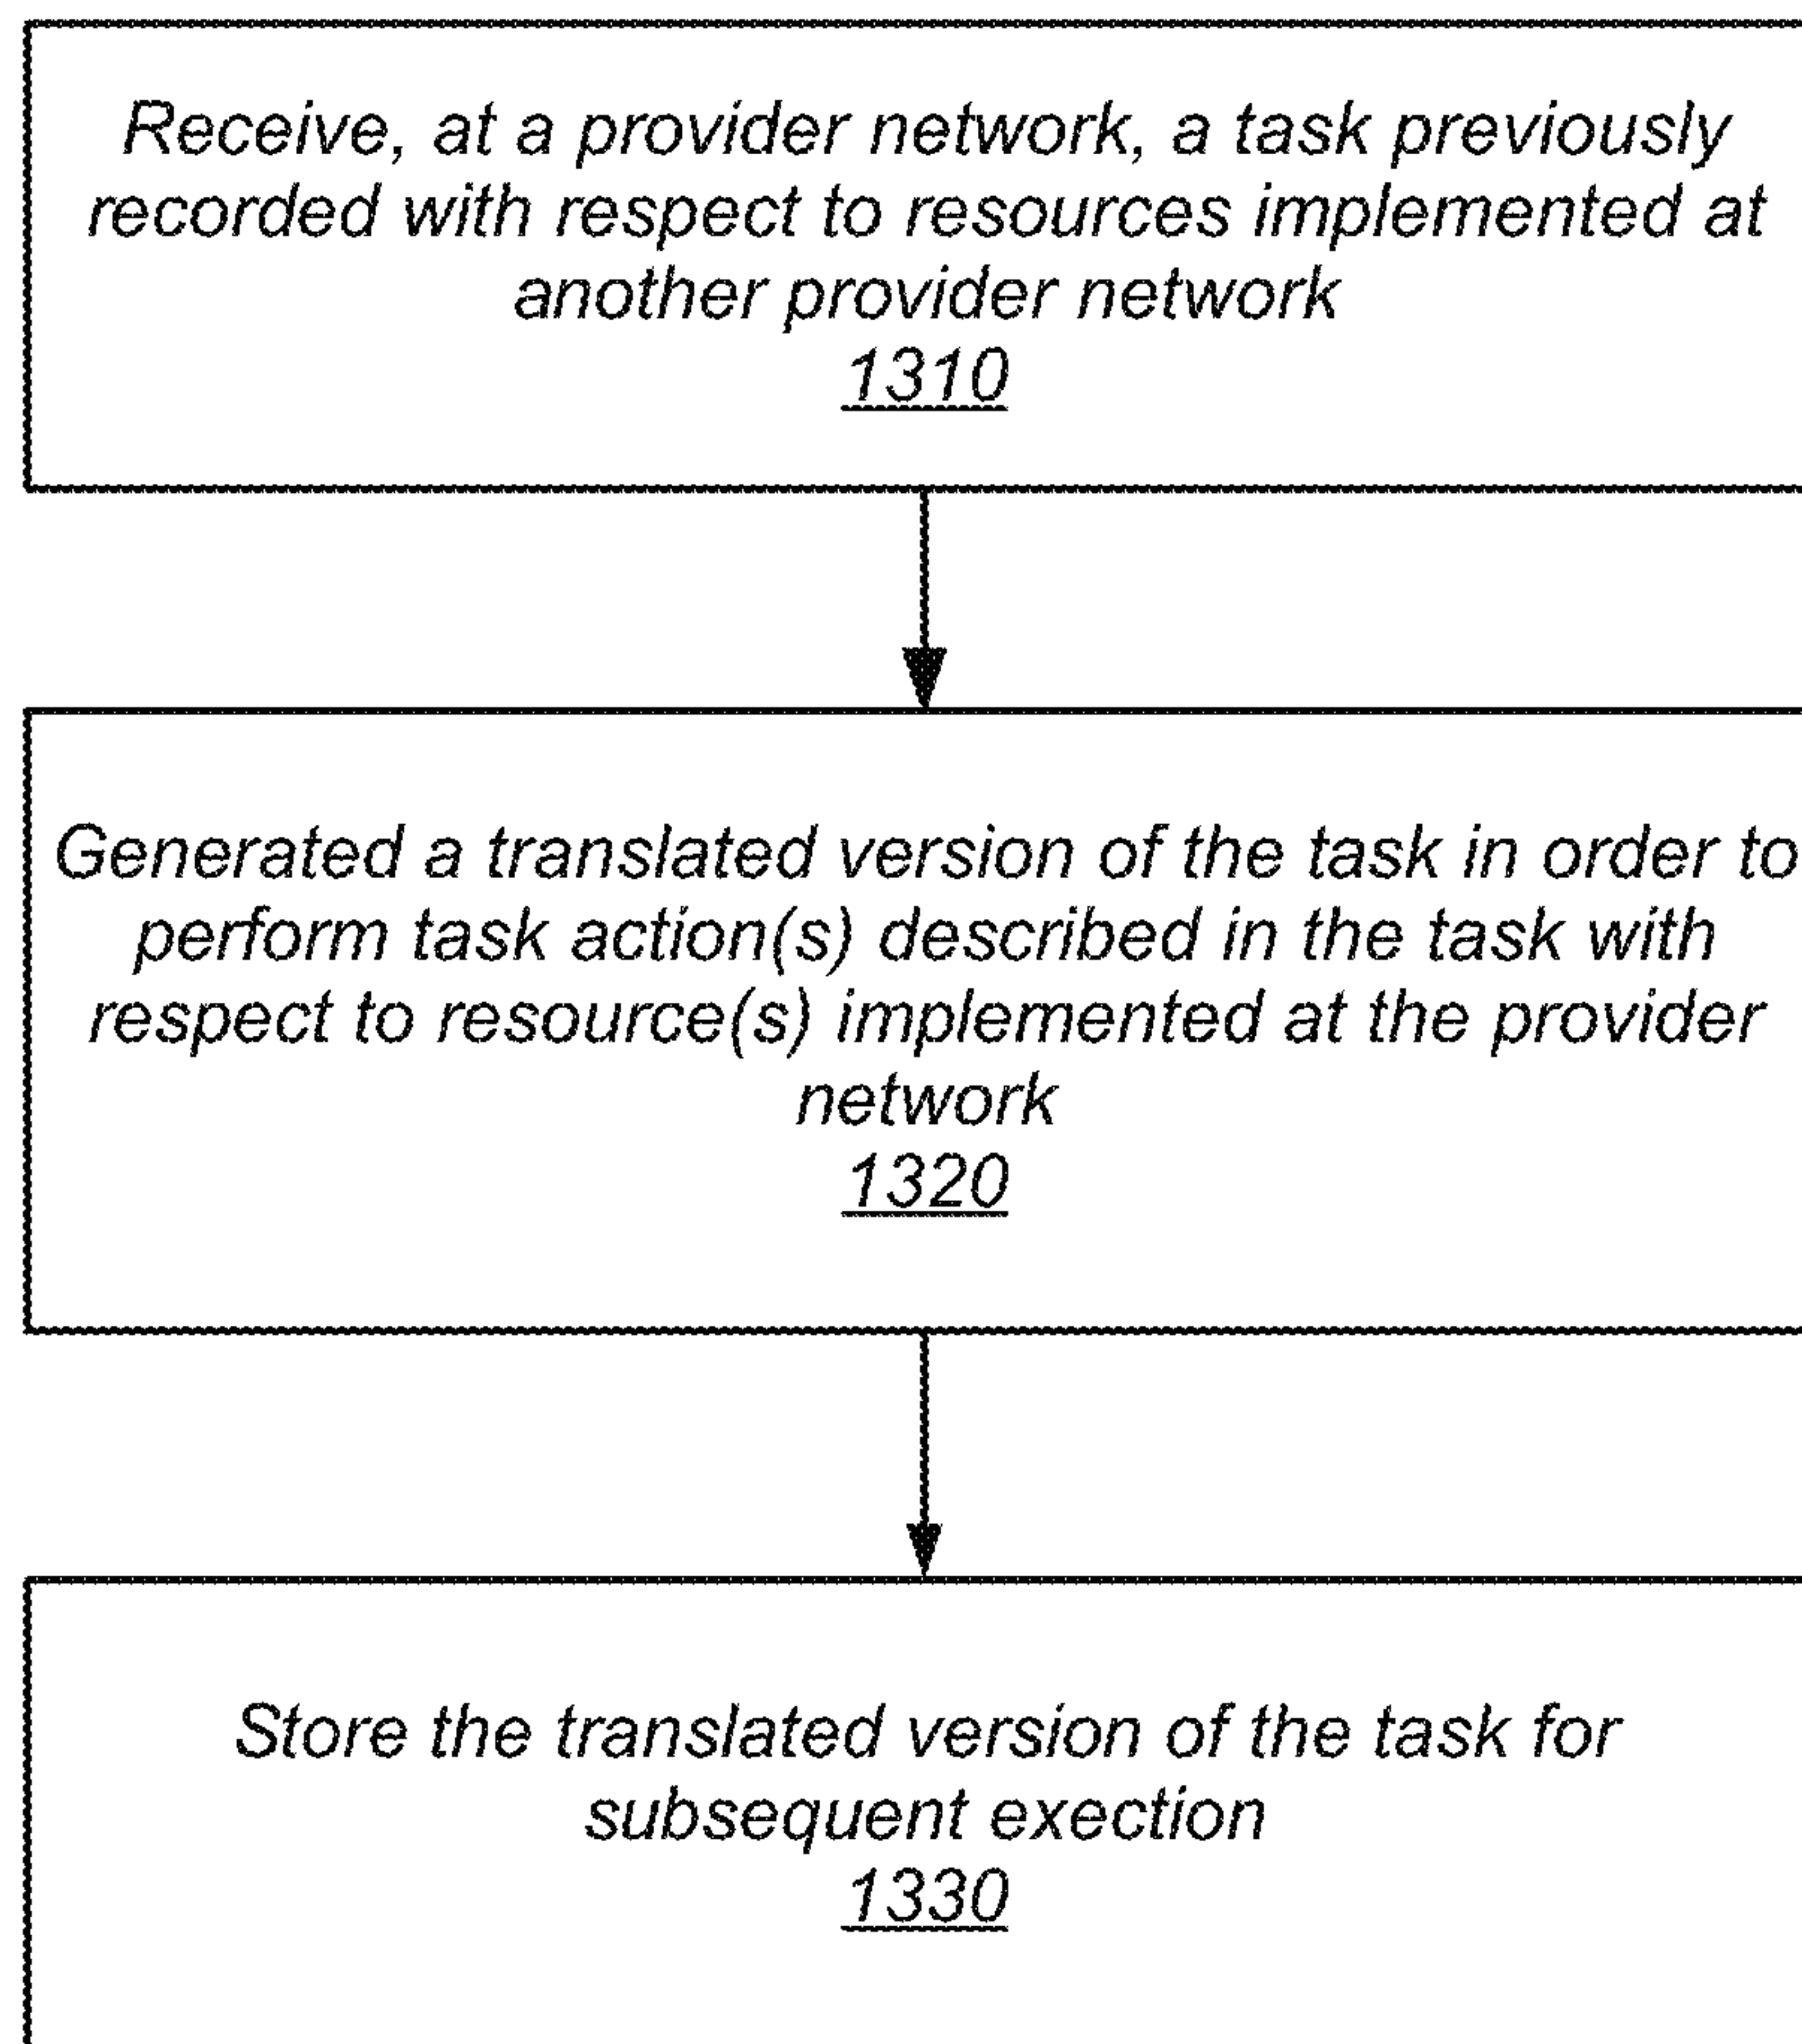 Receive, at a provider network, a task previously
recorded with respect to resources implemented at
another provider network
1310
Generated a translated version of the task in order to
perform task action(s) described in the task with
respect to resource(s) implemented at the provider
network
1320
Store the translated version of the task for
subsequent exection
1330